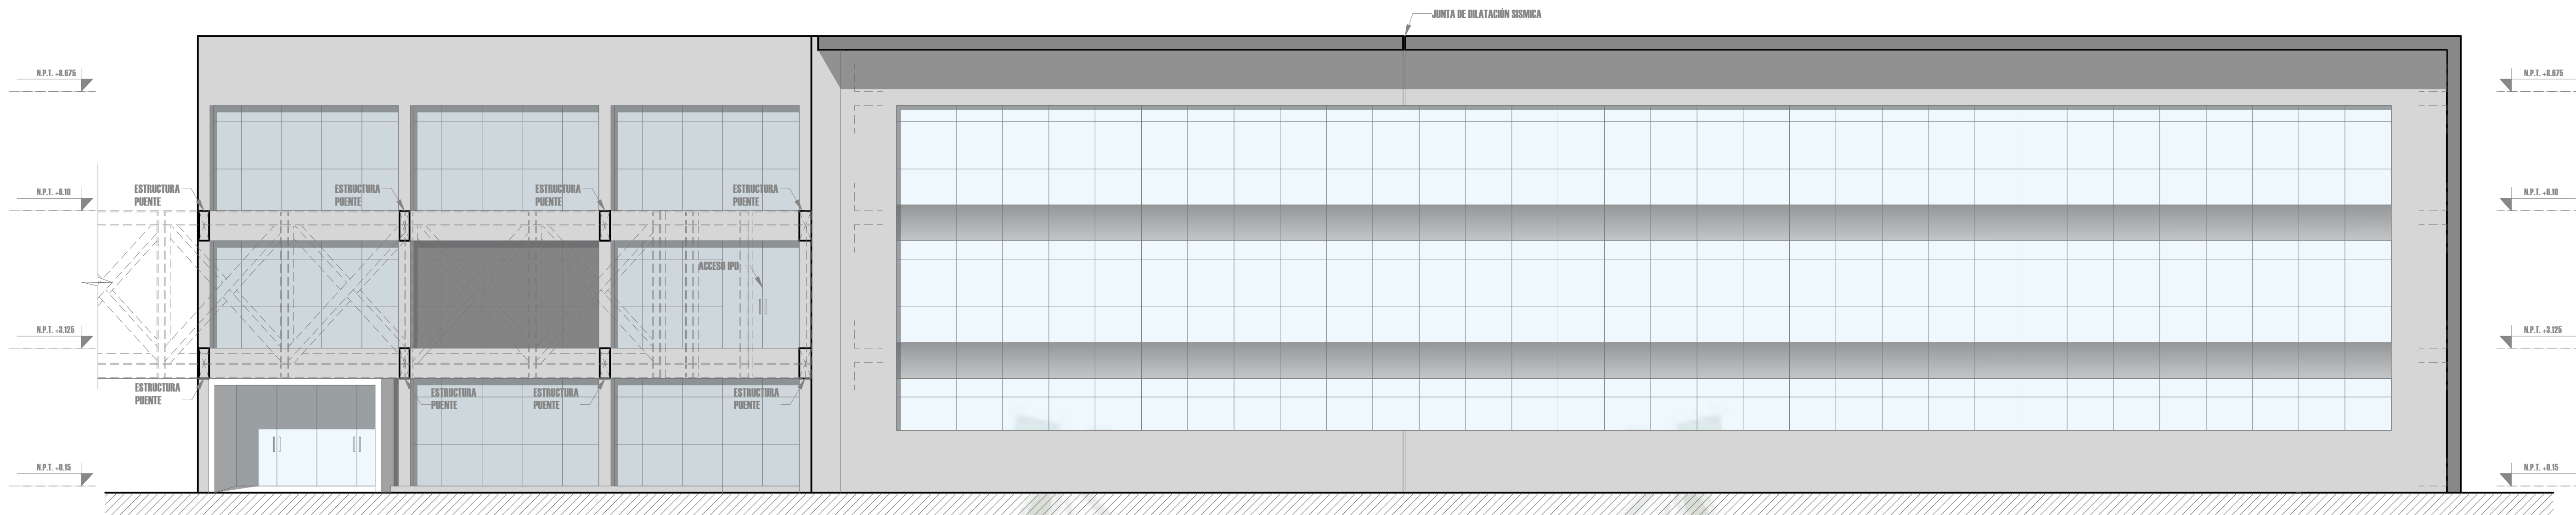 JUNTA DE DILATACIÓN SISMICA
N.P.T. +8.675
N.P.T. +8.675
N.P.T. +6.10
ESTRUCTURA
PUENTE
ESTRUCTURA
PUENTE
ESTRUCTURA
PUENTE
ESTRUCTURA
PUENTE
N.P.T. +6.10
ACCESO IPD
N.P.T. +3.125
N.P.T. +3.125
ESTRUCTURA
PUENTE
ESTRUCTURA
PUENTE
ESTRUCTURA
PUENTE
ESTRUCTURA
PUENTE
N.P.T. +0.15
N.P.T. +0.15